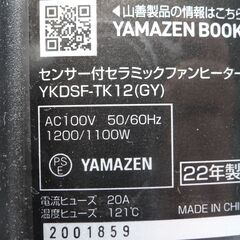 山善製品の情報はこちら
YAMAZEN BOOK
センサー付セラミックファンヒーター
YKDSF-TK12(GY)
AC100V 50/60Hz
1200/1100W
PSE YAMAZEN
22年製
電流ヒューズ：20A
温度ヒューズ：121℃
IN CHI
2001859